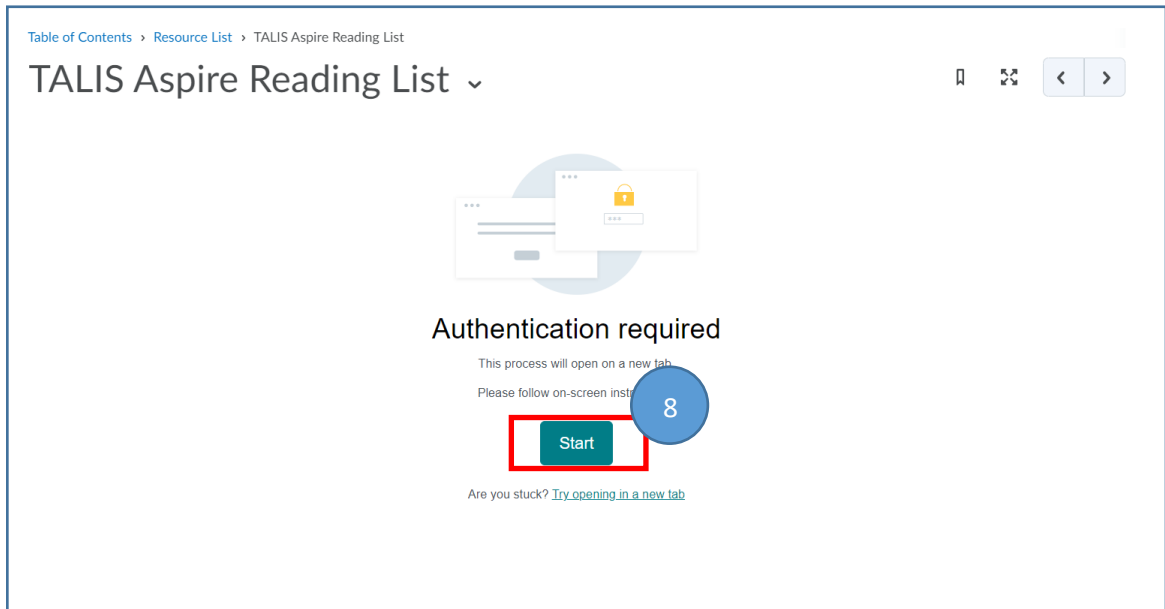 Table of Contents › Resource List › TALIS Aspire Reading List
TALIS Aspire Reading List
Authentication required
This process will open on a new tab
Please follow on-screen
8
Start
Are you stuck? Try opening in a new tab